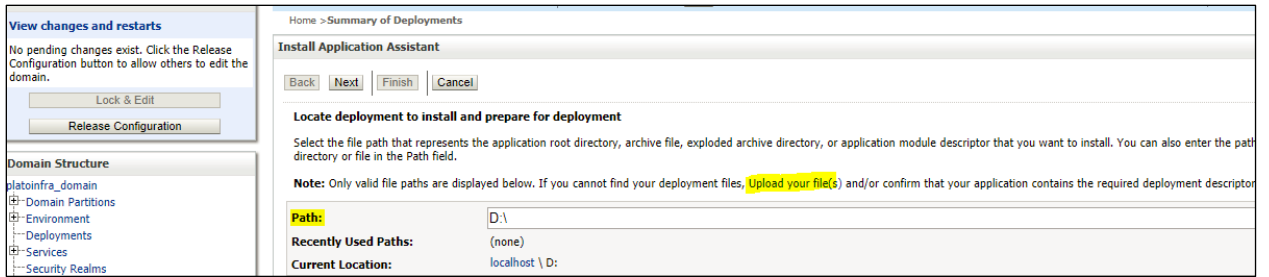 View changes and restarts
No pending changes exist. Click the Release
Configuration button to allow others to edit the
domain.
Lock & Edit
Release Configuration
Domain Structure
platoinfra_domain
Domain Partitions
Environment
Deployments
Services
Security Realms
Home >Summary of Deployments
Install Application Assistant
Back Next Finish Cancel
Locate deployment to install and prepare for deployment
Select the file path that represents the application root directory, archive file, exploded archive directory, or application module descriptor that you want to install. You can also enter the path
directory or file in the Path field.
Note: Only valid file paths are displayed below. If you cannot find your deployment files, Upload your file(s) and/or confirm that your application contains the required deployment descriptor
Path: D:\
Recently Used Paths: (none)
Current Location: localhost \ D: